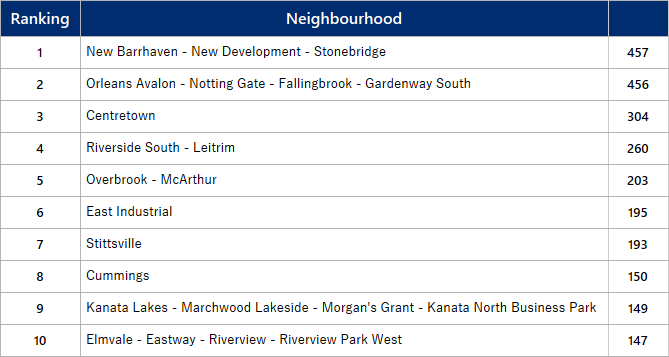 Ranking Neighbourhood
1 New Barrhaven - New Development - Stonebridge 457
2 Orleans Avalon - Notting Gate - Fallingbrook - Gardenway South 456
3 Centretown 304
4 Riverside South - Leitrim 260
5 Overbrook - McArthur 203
6 East Industrial 195
7 Stittsville 193
8 Cummings 150
9 Kanata Lakes - Marchwood Lakeside - Morgan's Grant - Kanata North Business Park 149
10 Elmvale - Eastway - Riverview - Riverview Park West 147